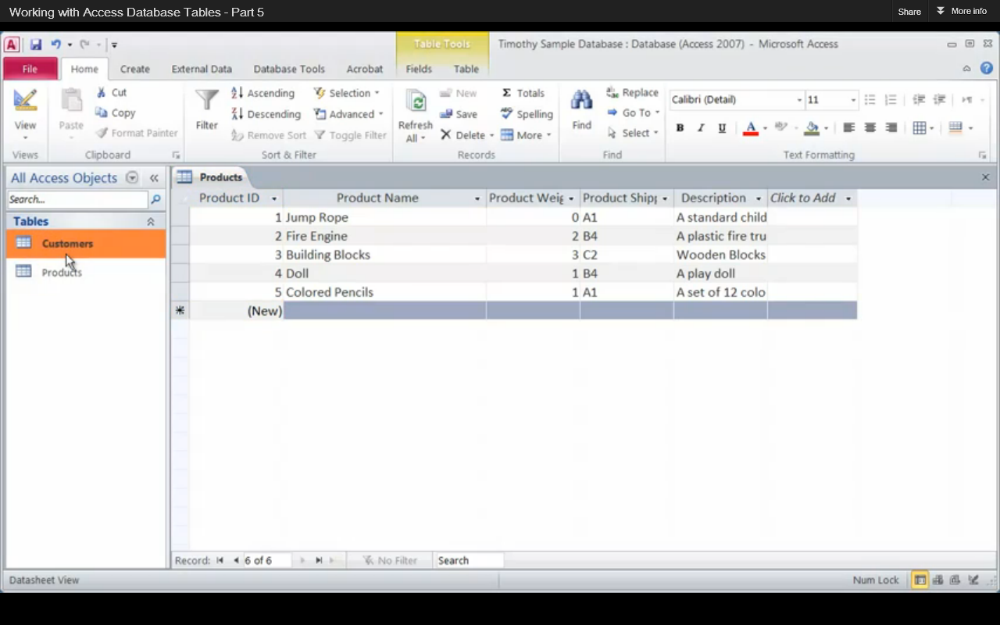 Working with Access Database Tables - Part 5
Share
More info
Table Tools
Timothy Sample Database : Database (Access 2007) - Microsoft Access
File
Home
Create
External Data
Database Tools
Acrobat
Fields
Table
View
Views
Paste
Cut
Copy
Format Painter
Clipboard
Filter
Ascending
Descending
Remove Sort
Selection
Advanced
Toggle Filter
Sort & Filter
Refresh
All
New
Save
Delete
Totals
Spelling
More
Records
Find
Replace
Go To
Select
Find
Calibri (Detail)
11
B I U A
Text Formatting
All Access Objects
Search...
Tables
Customers
Products
Products
Product ID Product Name Product Weig Product Shipp Description Click to Add
1 Jump Rope 0 A1 A standard child
2 Fire Engine 2 B4 A plastic fire tru
3 Building Blocks 3 C2 Wooden Blocks
4 Doll 1 B4 A play doll
5 Colored Pencils 1 A1 A set of 12 colo
(New)
Record: 6 of 6 No Filter Search
Datasheet View
Num Lock